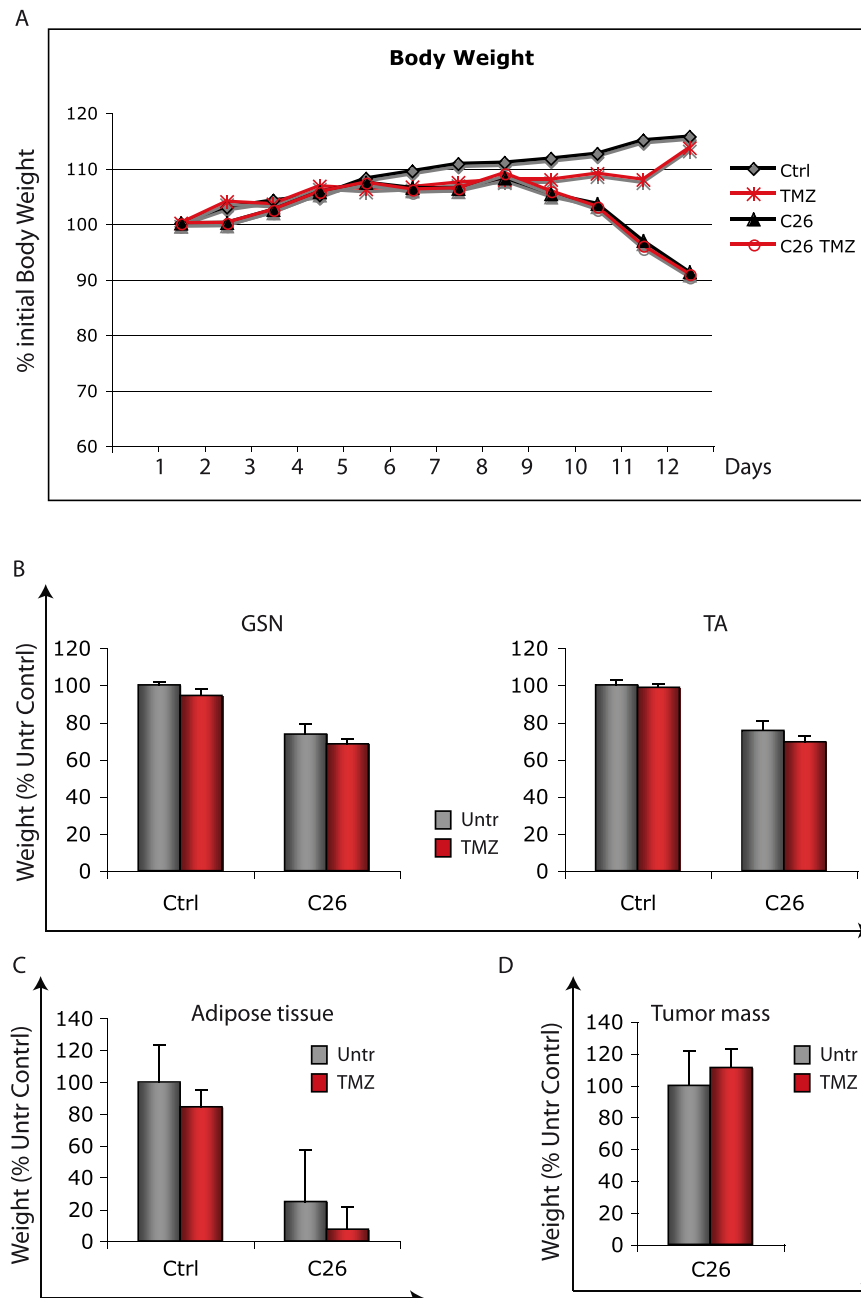 A
Body Weight
% initial Body Weight
120
110
100
90
80
70
60
1 2 3 4 5 6 7 8 9 10 11 12 Days
Ctrl
TMZ
C26
C26 TMZ
B
Weight (% Untr Contrl)
GSN
120
100
80
60
40
20
0
Ctrl C26
Untr
TMZ
TA
120
100
80
60
40
20
0
Ctrl C26
C
Weight (% Untr Contrl)
Adipose tissue
140
120
100
80
60
40
20
0
Ctrl C26
Untr
TMZ
D
Weight (% Untr Contrl)
Tumor mass
140
120
100
80
60
40
20
0
C26
Untr
TMZ